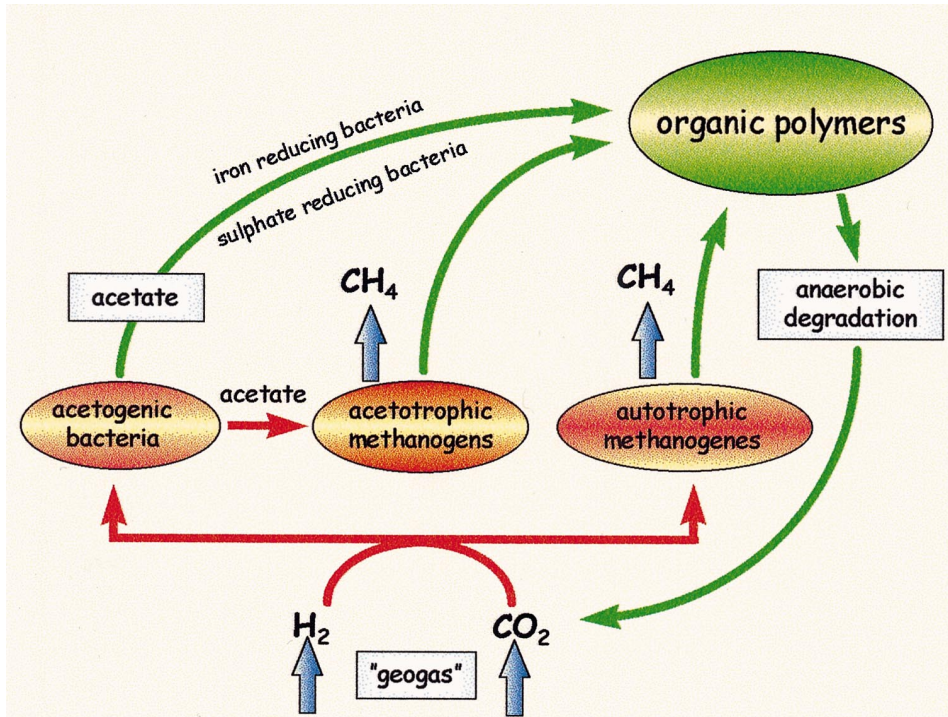 organic polymers
iron reducing bacteria
sulphate reducing bacteria
acetate
CH₄
CH₄
anaerobic
degradation
acetogenic
bacteria
acetate
acetotrophic
methanogens
autotrophic
methanogenes
H₂
CO₂
"geogas"